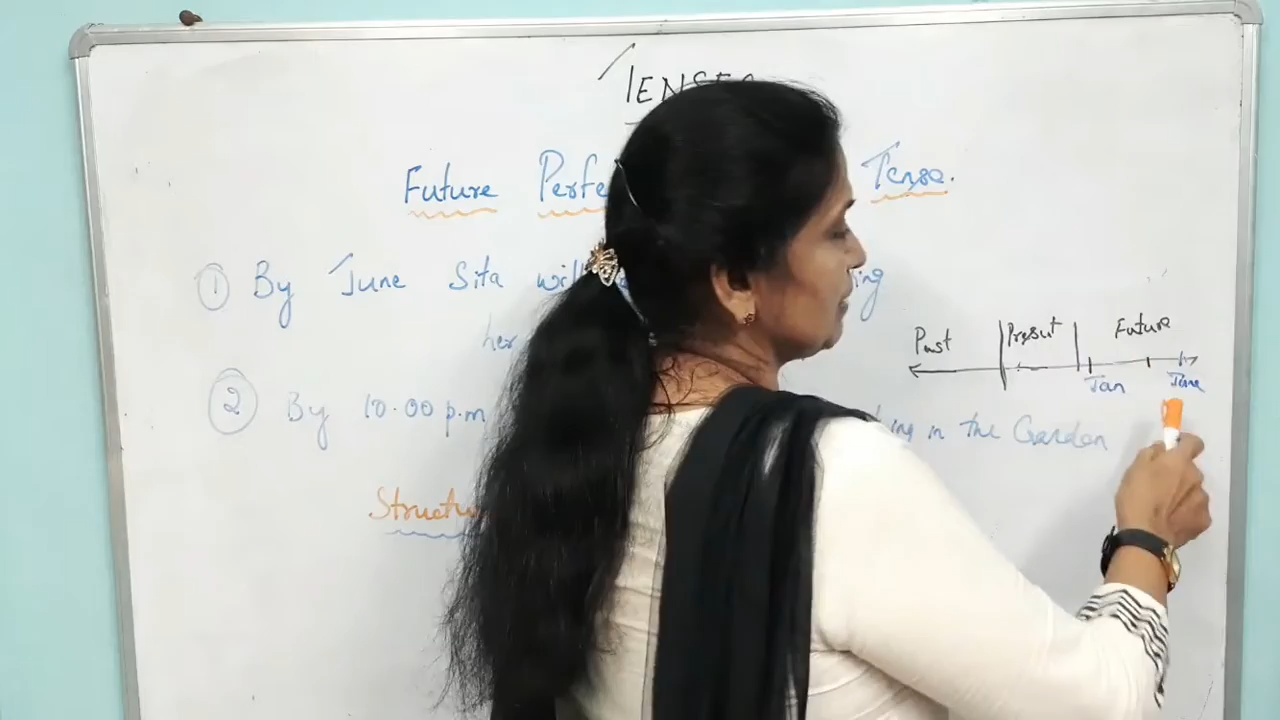 TENSES
Future Perfe Tense.
① By June Sita will ing
her
Past Present Future
Jan June
② By 10.00 p.m ing in the Garden
Structu